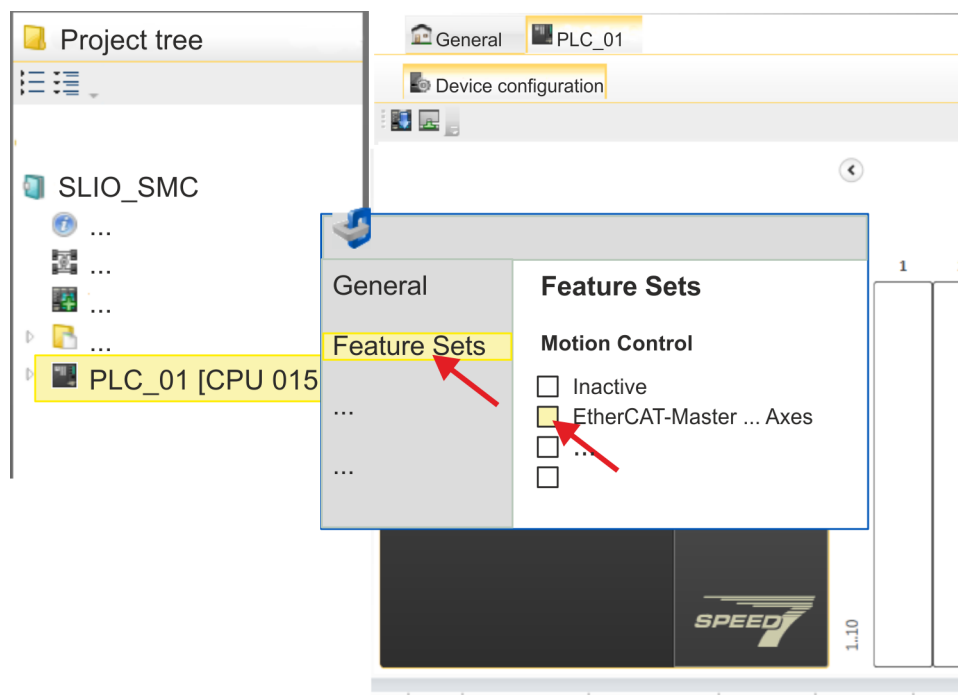 Project tree
SLIO_SMC
...
...
...
...
PLC_01 [CPU 015
General
PLC_01
Device configuration
General
Feature Sets
...
...
Feature Sets
Motion Control
Inactive
EtherCAT-Master ... Axes
...
1
SPEED7
1..10